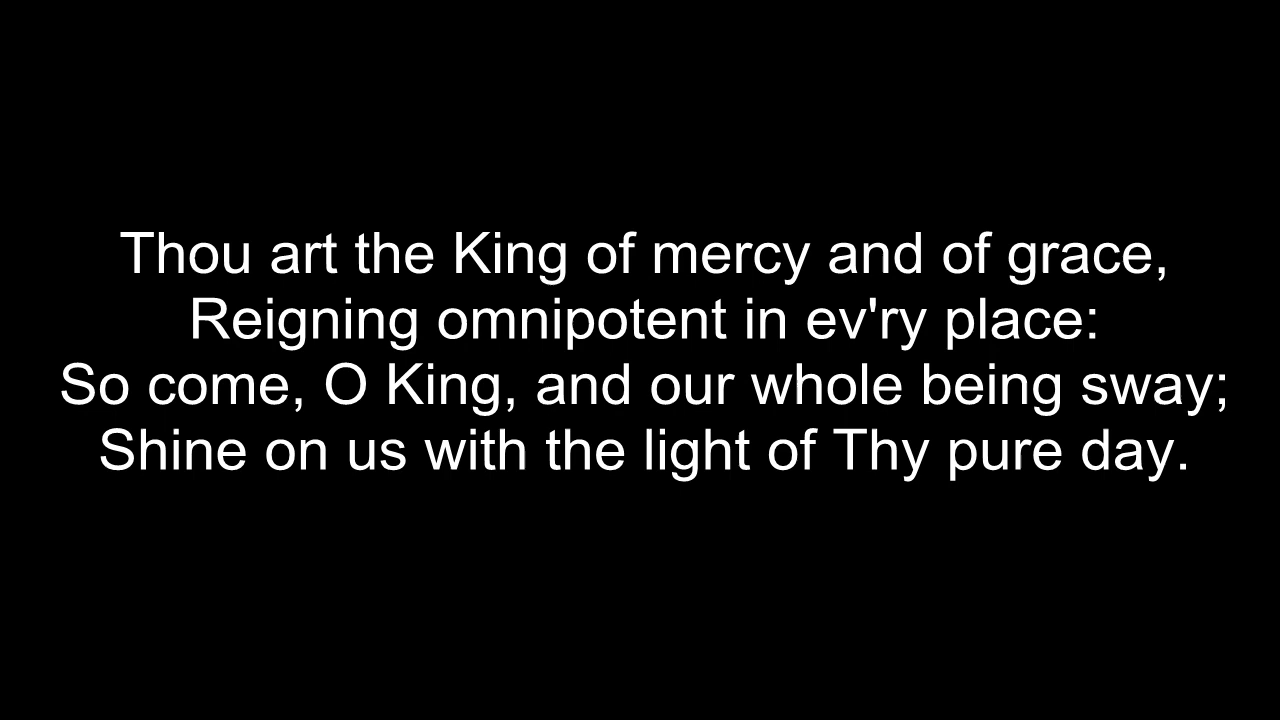 Thou art the King of mercy and of grace,
Reigning omnipotent in ev'ry place:
So come, O King, and our whole being sway;
Shine on us with the light of Thy pure day.